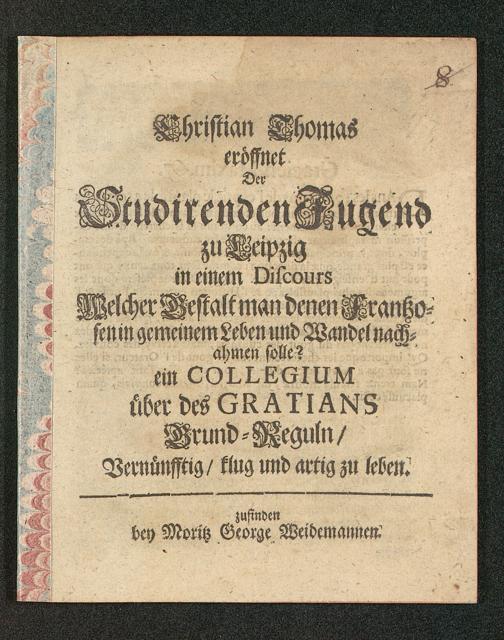 8
Christian Thomas
eröffnet
Der
Studirenden Jugend
zu Leipzig
in einem Discours
Welcher Gestalt man denen Frantzo-
sen in gemeinem Leben und Wandel nach-
ahmen solle?
ein COLLEGIUM
über des GRATIANS
Grund-Reguln/
Vernünfftig/ klug und artig zu leben.
zufinden
bey Moritz George Weidemannen.